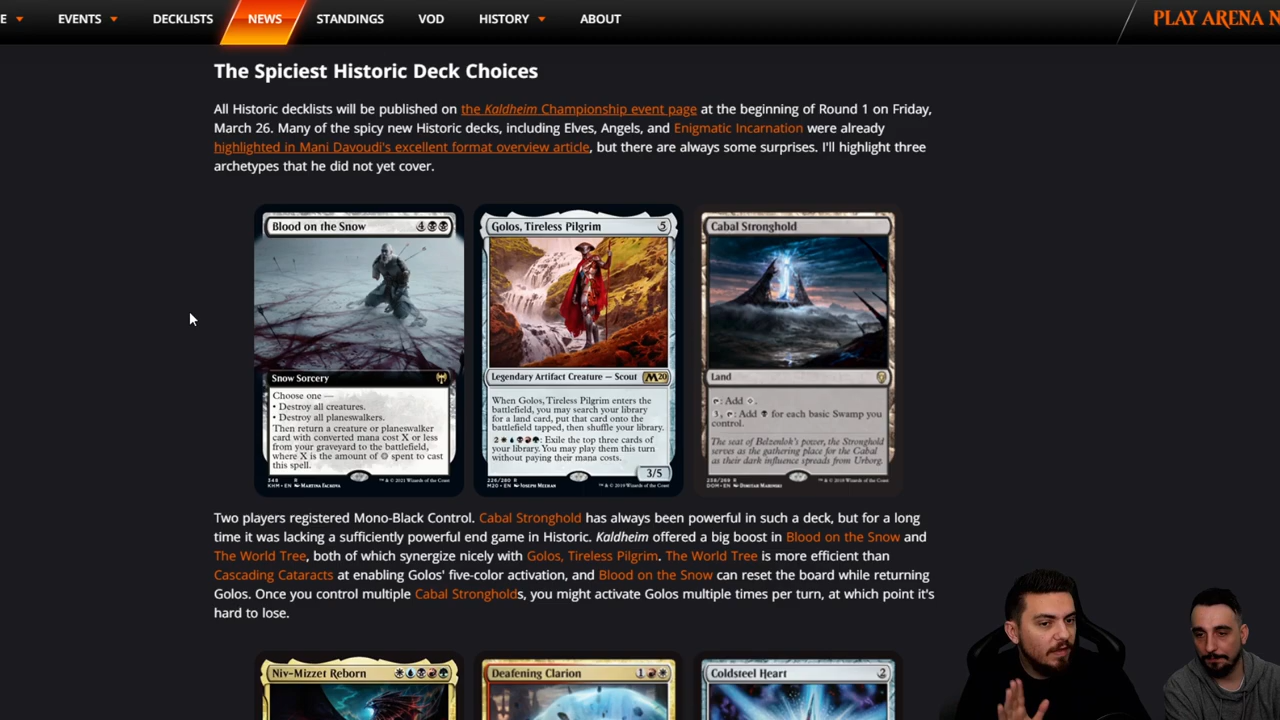 E EVENTS DECKLISTS NEWS STANDINGS VOD HISTORY ABOUT PLAY ARENA N
The Spiciest Historic Deck Choices
All Historic decklists will be published on the Kaldheim Championship event page at the beginning of Round 1 on Friday,
March 26. Many of the spicy new Historic decks, including Elves, Angels, and Enigmatic Incarnation were already
highlighted in Mani Davoudi's excellent format overview article, but there are always some surprises. I'll highlight three
archetypes that he did not yet cover.
Blood on the Snow 4
Snow Sorcery
Choose one —
• Destroy all creatures.
• Destroy all planeswalkers.
Then return a creature or planeswalker
card with converted mana cost X or less
from your graveyard to the battlefield,
where X is the amount of spent to cast
this spell.
Golos, Tireless Pilgrim 5
Legendary Artifact Creature — Scout M20
When Golos, Tireless Pilgrim enters the
battlefield, you may search your library
for a land card, put that card onto the
battlefield tapped, then shuffle your library.
2 : Exile the top three cards of
your library. You may play them this turn
without paying their mana costs.
3/5
Cabal Stronghold
Land
: Add .
3, : Add for each basic Swamp you
control.
The seat of Belzenlok's power, the Stronghold
serves as the gathering place for the Cabal
as their dark influence spreads from Urborg.
Two players registered Mono-Black Control. Cabal Stronghold has always been powerful in such a deck, but for a long
time it was lacking a sufficiently powerful end game in Historic. Kaldheim offered a big boost in Blood on the Snow and
The World Tree, both of which synergize nicely with Golos, Tireless Pilgrim. The World Tree is more efficient than
Cascading Cataracts at enabling Golos' five-color activation, and Blood on the Snow can reset the board while returning
Golos. Once you control multiple Cabal Strongholds, you might activate Golos multiple times per turn, at which point it's
hard to lose.
Niv-Mizzet Reborn
Deafening Clarion 1
Coldsteel Heart 2